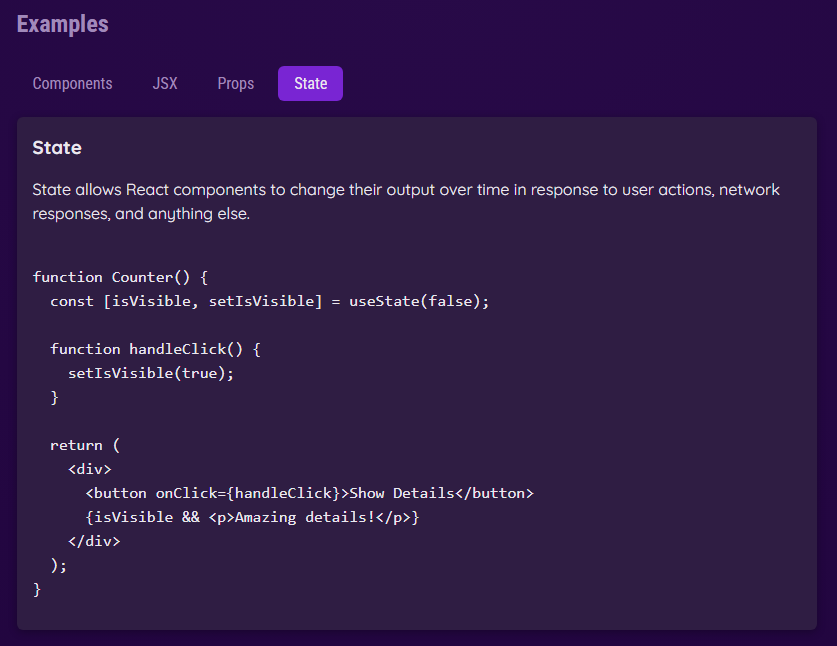 Examples
Components JSX Props State
State
State allows React components to change their output over time in response to user actions, network
responses, and anything else.
function Counter() {
  const [isVisible, setIsVisible] = useState(false);
  function handleClick() {
    setIsVisible(true);
  }
  return (
    <div>
      <button onClick={handleClick}>Show Details</button>
      {isVisible && <p>Amazing details!</p>}
    </div>
  );
}